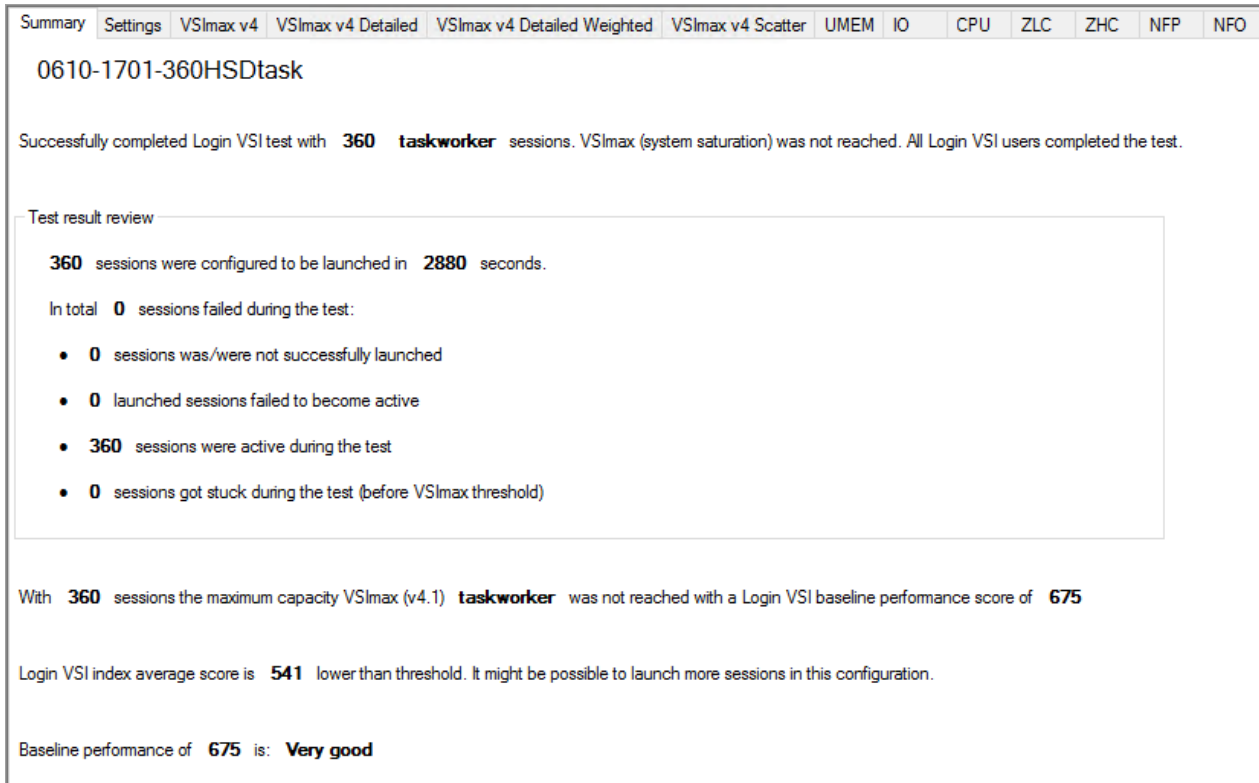 Summary Settings VSImax v4 VSImax v4 Detailed VSImax v4 Detailed Weighted VSImax v4 Scatter UMEM IO CPU ZLC ZHC NFP NFO
0610-1701-360HSDtask
Successfully completed Login VSI test with 360 taskworker sessions. VSImax (system saturation) was not reached. All Login VSI users completed the test.
Test result review
360 sessions were configured to be launched in 2880 seconds.
In total 0 sessions failed during the test:
• 0 sessions was/were not successfully launched
• 0 launched sessions failed to become active
• 360 sessions were active during the test
• 0 sessions got stuck during the test (before VSImax threshold)
With 360 sessions the maximum capacity VSImax (v4.1) taskworker was not reached with a Login VSI baseline performance score of 675
Login VSI index average score is 541 lower than threshold. It might be possible to launch more sessions in this configuration.
Baseline performance of 675 is: Very good